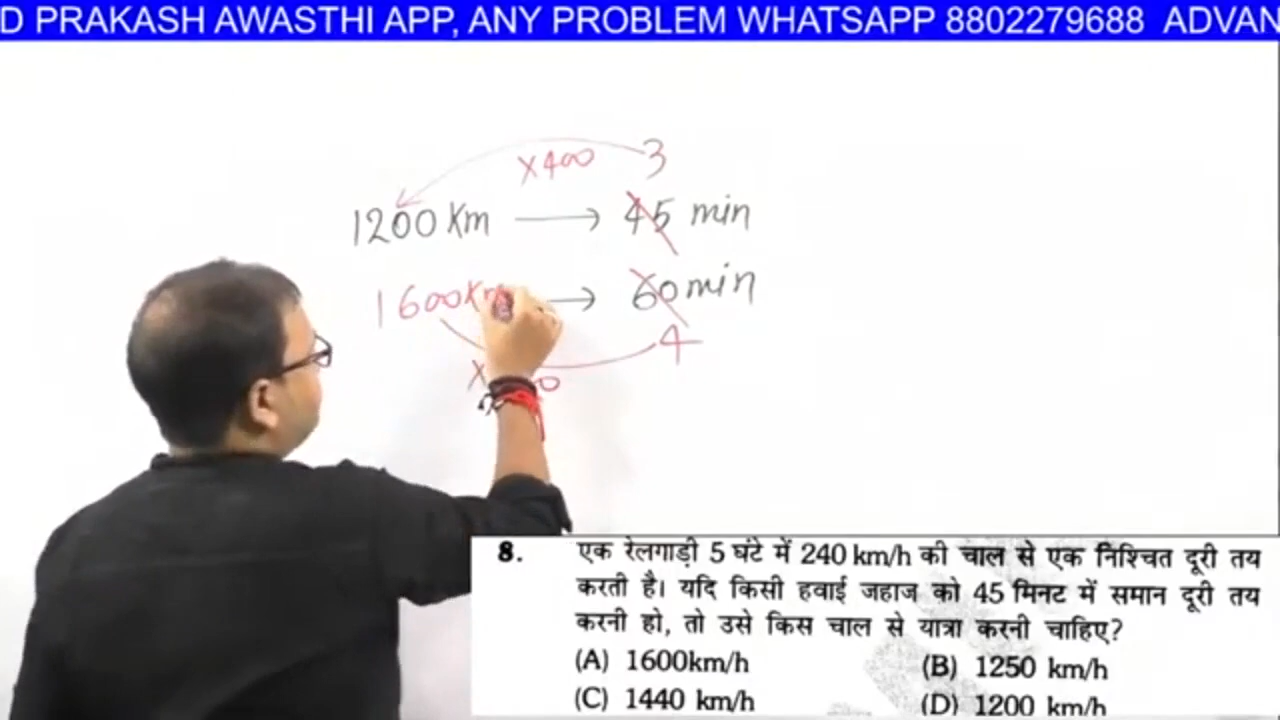 D PRAKASH AWASTHI APP, ANY PROBLEM WHATSAPP 8802279688 ADVAN
×400 3
1200 Km → 45 min
1600Km → 60 min
4
8. एक रेलगाड़ी 5 घंटे में 240 km/h की चाल से एक निश्चित दूरी तय
करती है। यदि किसी हवाई जहाज को 45 मिनट में समान दूरी तय
करनी हो, तो उसे किस चाल से यात्रा करनी चाहिए?
(A) 1600km/h (B) 1250 km/h
(C) 1440 km/h (D) 1200 km/h